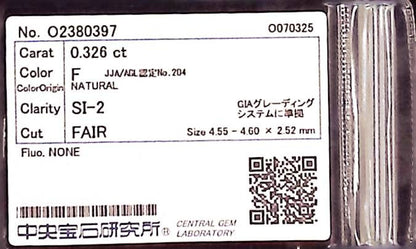 No. O2380397 O070325
Carat 0.326 ct
Color F JJA/AGL認定No.204
ColorOrigin NATURAL
Clarity SI-2 GIAグレーディング
システムに準拠
Cut FAIR Size 4.55 - 4.60 × 2.52 mm
Fluo. NONE
中央宝石研究所® CENTRAL GEM
LABORATORY